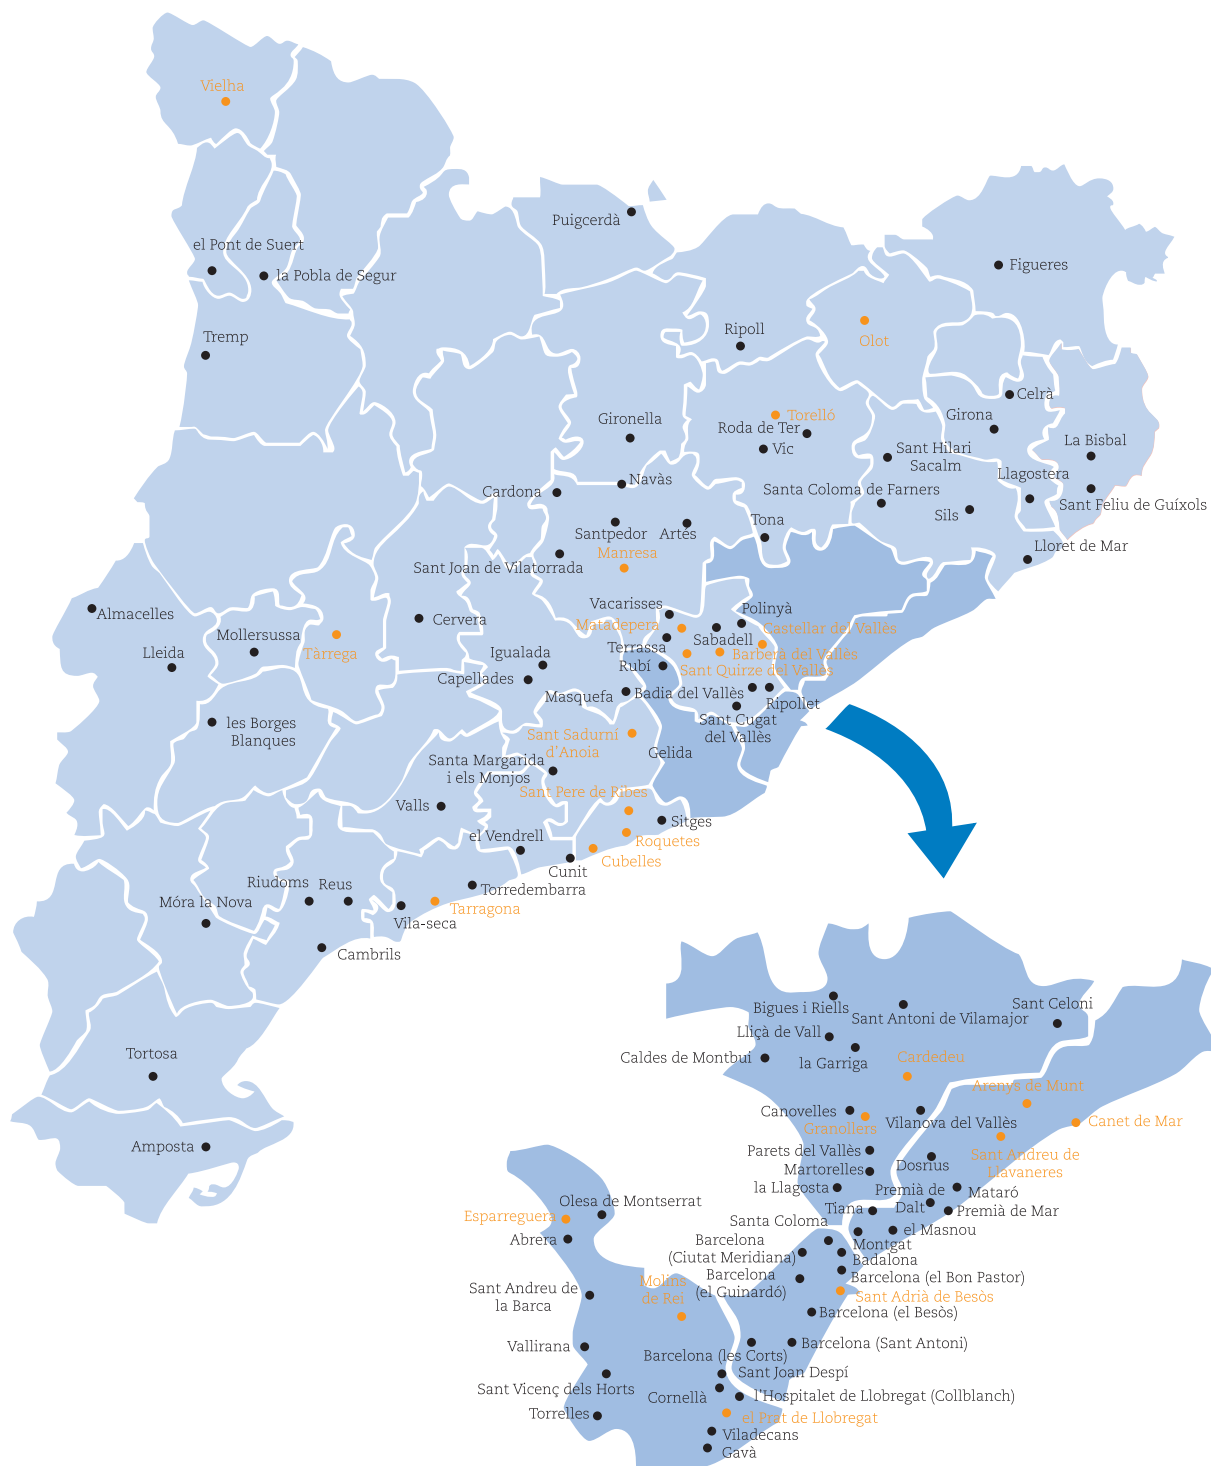 Vielha
el Pont de Suert
la Pobla de Segur
Tremp
Puigcerdà
Figueres
Ripoll
Olot
Celrà
Girona
Gironella
Torelló
Roda de Ter
Vic
La Bisbal
Sant Hilari
Sacalm
Llagostera
Navàs
Cardona
Santa Coloma de Farners
Sant Feliu de Guíxols
Sils
Tona
Santpedor
Artés
Lloret de Mar
Manresa
Sant Joan de Vilatorrada
Almacelles
Vacarisses
Polinyà
Cervera
Matadepera
Castellar del Vallès
Mollersussa
Sabadell
Terrassa
Lleida
Tàrrega
Igualada
Barberà del Vallès
Rubí
Sant Quirze del Vallès
Capellades
Masquefa
Badia del Vallès
Ripollet
les Borges
Blanques
Sant Cugat
del Vallès
Sant Sadurní
d'Anoia
Gelida
Santa Margarida
i els Monjos
Sant Pere de Ribes
Valls
Sitges
el Vendrell
Roquetes
Cubelles
Cunit
Riudoms
Reus
Torredembarra
Móra la Nova
Tarragona
Vila-seca
Cambrils
Tortosa
Amposta
Bigues i Riells
Sant Celoni
Sant Antoni de Vilamajor
Lliçà de Vall
Caldes de Montbui
la Garriga
Cardedeu
Arenys de Munt
Canovelles
Granollers
Vilanova del Vallès
Canet de Mar
Parets del Vallès
Sant Andreu de
Llavaneres
Martorelles
Dosrius
la Llagosta
Premià de
Dalt
Mataró
Tiana
Premià de Mar
Olesa de Montserrat
Esparreguera
Santa Coloma
el Masnou
Abrera
Barcelona
(Ciutat Meridiana)
Montgat
Badalona
Barcelona
(el Guinardó)
Barcelona (el Bon Pastor)
Molins
de Rei
Sant Andreu de
la Barca
Sant Adrià de Besòs
Barcelona (el Besòs)
Vallirana
Barcelona (Sant Antoni)
Barcelona (les Corts)
Sant Joan Despí
Sant Vicenç dels Horts
Cornellà
l'Hospitalet de Llobregat (Collblanch)
Torrelles
el Prat de Llobregat
Viladecans
Gavà